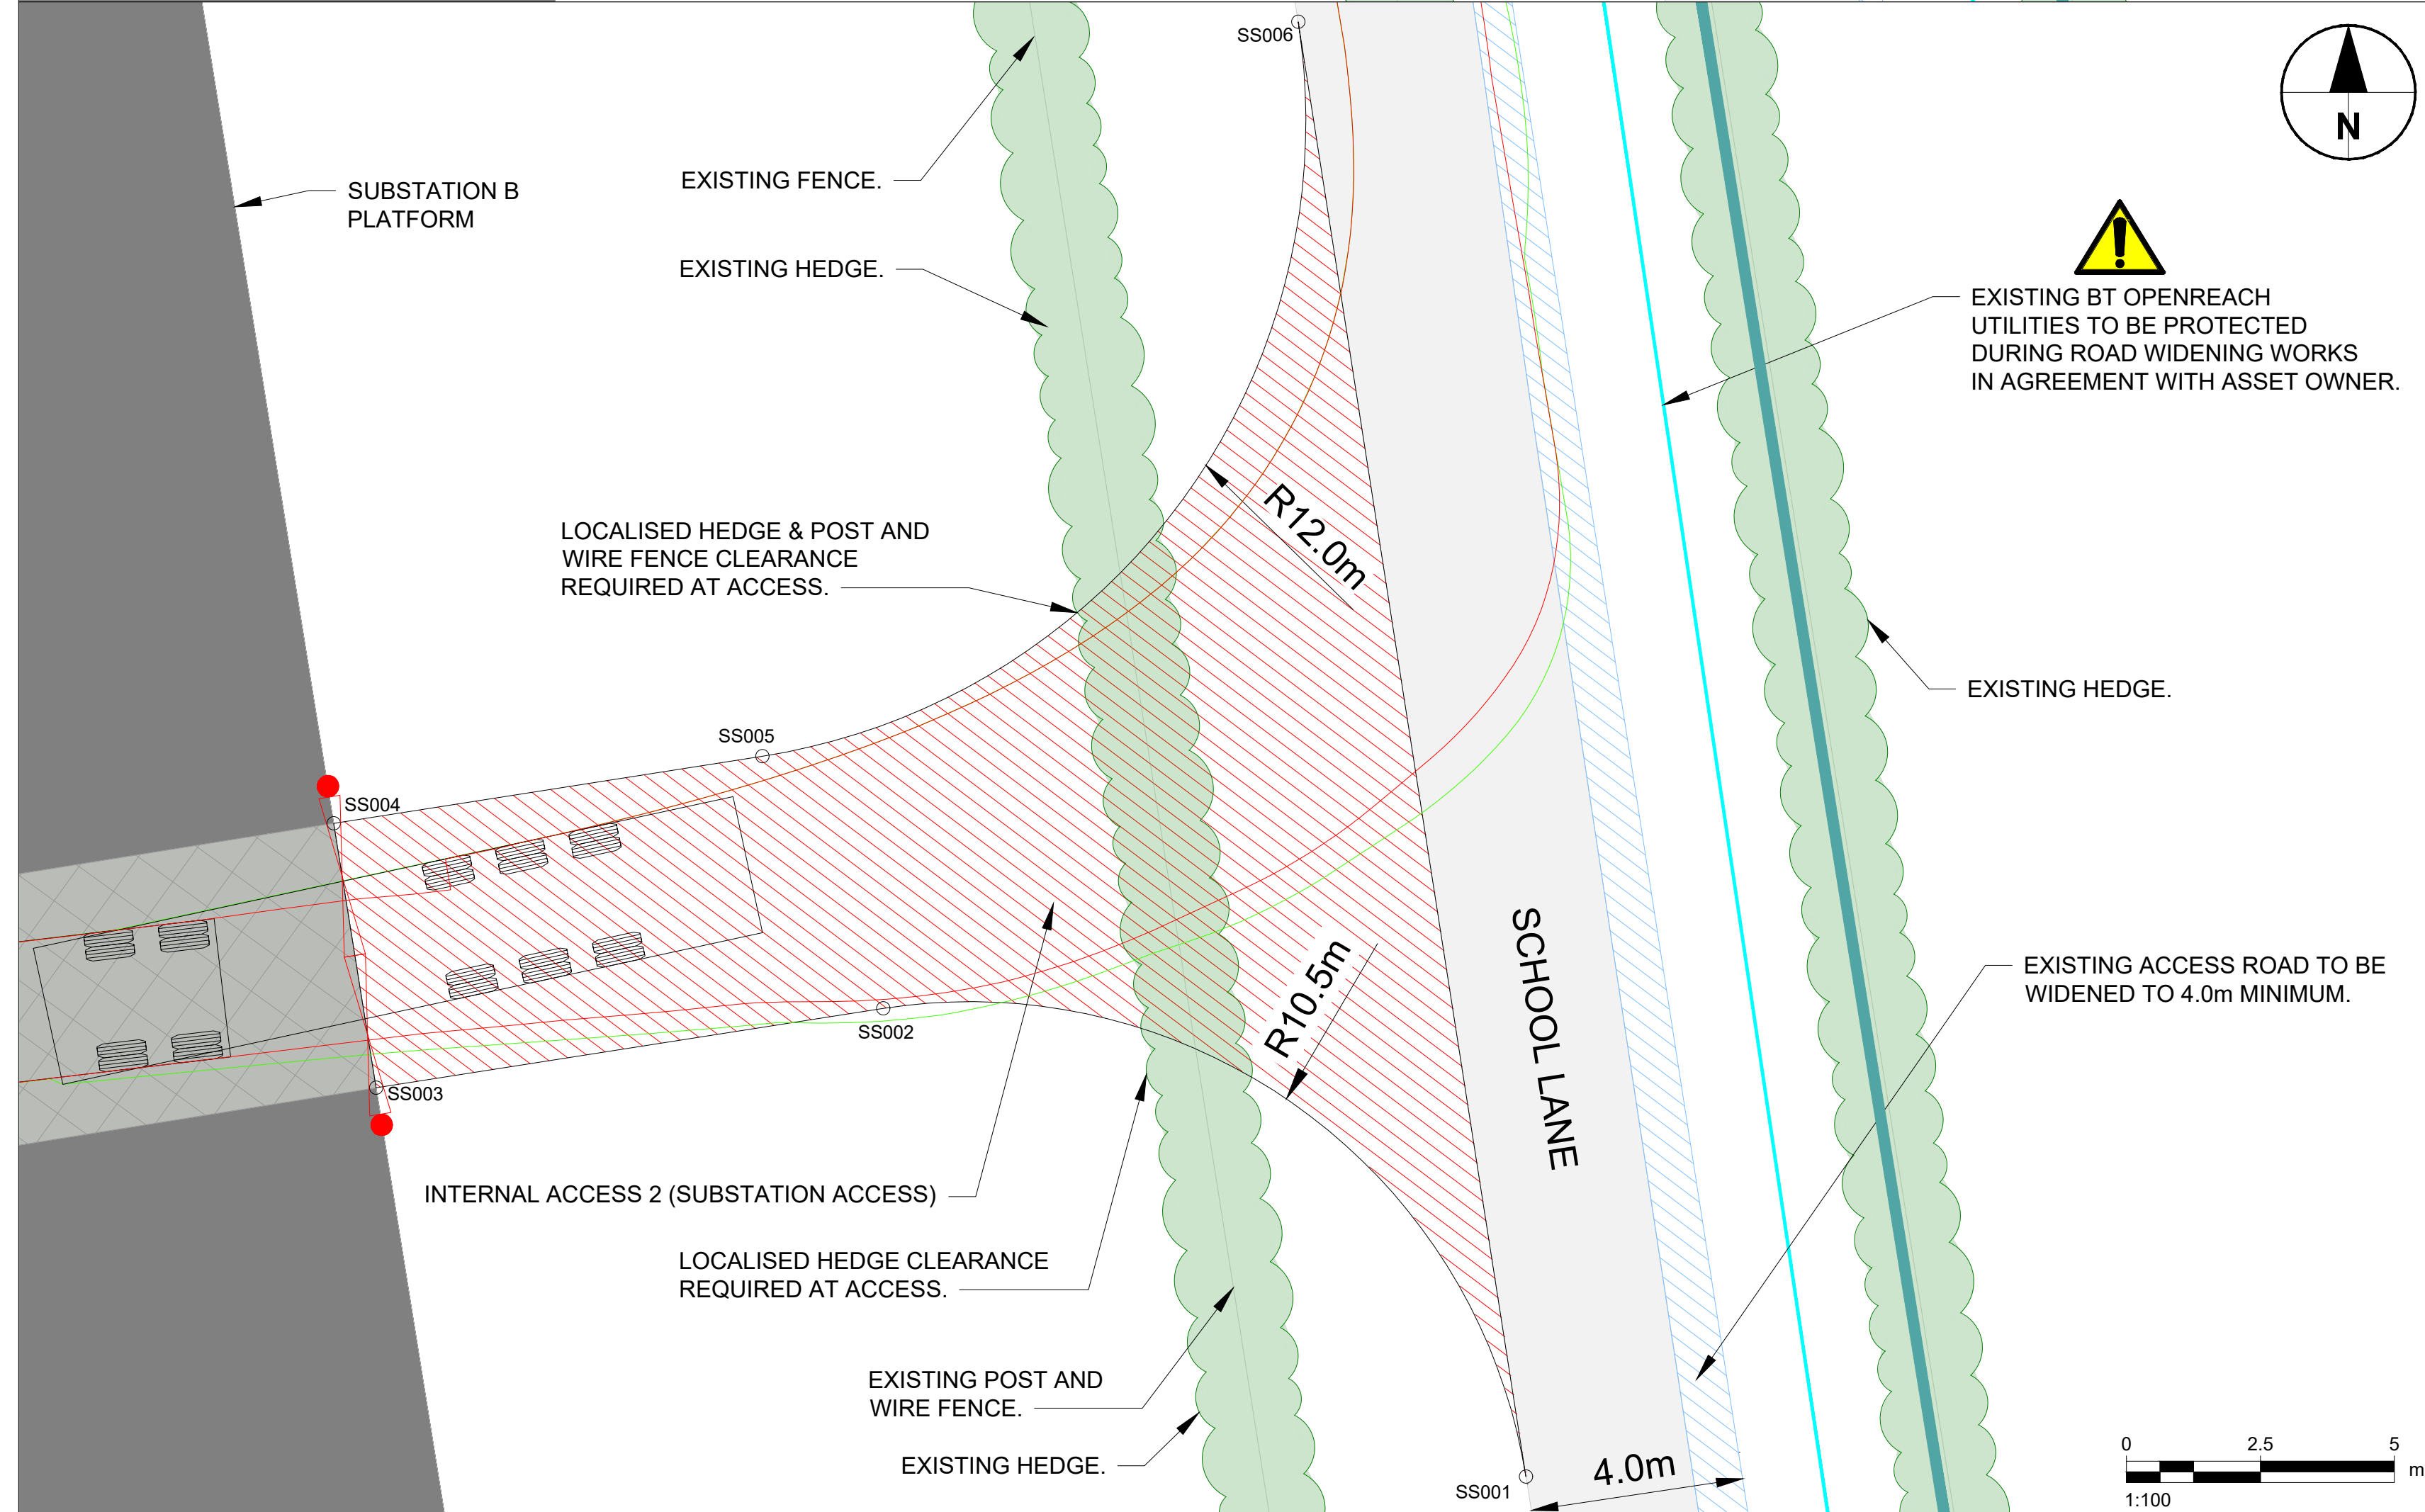 SS006
N
SUBSTATION B
PLATFORM
EXISTING FENCE.
EXISTING HEDGE.
EXISTING BT OPENREACH
UTILITIES TO BE PROTECTED
DURING ROAD WIDENING WORKS
IN AGREEMENT WITH ASSET OWNER.
LOCALISED HEDGE & POST AND
WIRE FENCE CLEARANCE
REQUIRED AT ACCESS.
R12.0m
EXISTING HEDGE.
SS005
SS004
SCHOOL LANE
R10.5m
EXISTING ACCESS ROAD TO BE
WIDENED TO 4.0m MINIMUM.
SS002
SS003
INTERNAL ACCESS 2 (SUBSTATION ACCESS)
LOCALISED HEDGE CLEARANCE
REQUIRED AT ACCESS.
EXISTING POST AND
WIRE FENCE.
EXISTING HEDGE.
SS001
4.0m
0 2.5 5
m
1:100